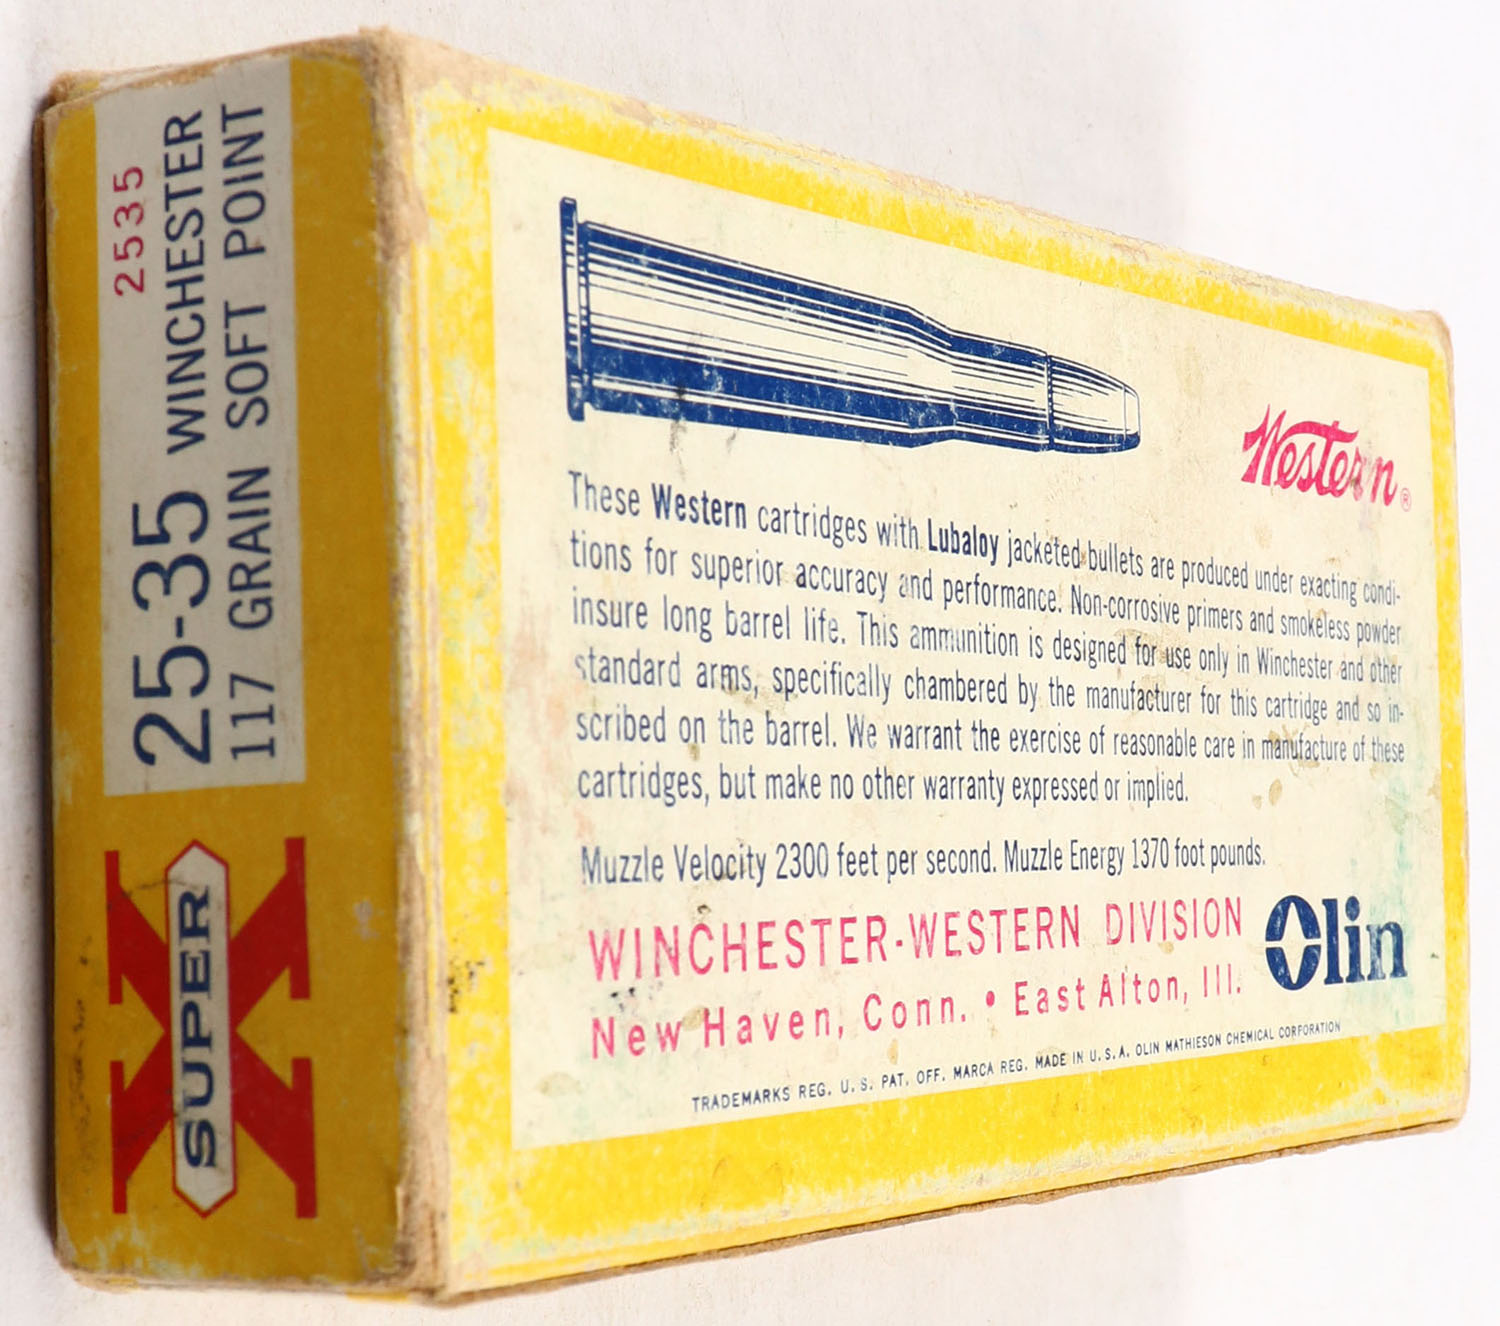 2535
25-35 WINCHESTER
117 GRAIN SOFT POINT
SUPER
X
Western®
These Western cartridges with Lubaloy jacketed bullets are produced under exacting condi-
tions for superior accuracy and performance. Non-corrosive primers and smokeless powder
insure long barrel life. This ammunition is designed for use only in Winchester and other
standard arms, specifically chambered by the manufacturer for this cartridge and so in-
scribed on the barrel. We warrant the exercise of reasonable care in manufacture of these
cartridges, but make no other warranty expressed or implied.
Muzzle Velocity 2300 feet per second. Muzzle Energy 1370 foot pounds.
WINCHESTER-WESTERN DIVISION
New Haven, Conn. • East Alton, Ill.
Olin
TRADEMARKS REG. U. S. PAT. OFF. MARCA REG. MADE IN U. S. A. OLIN MATHIESON CHEMICAL CORPORATION